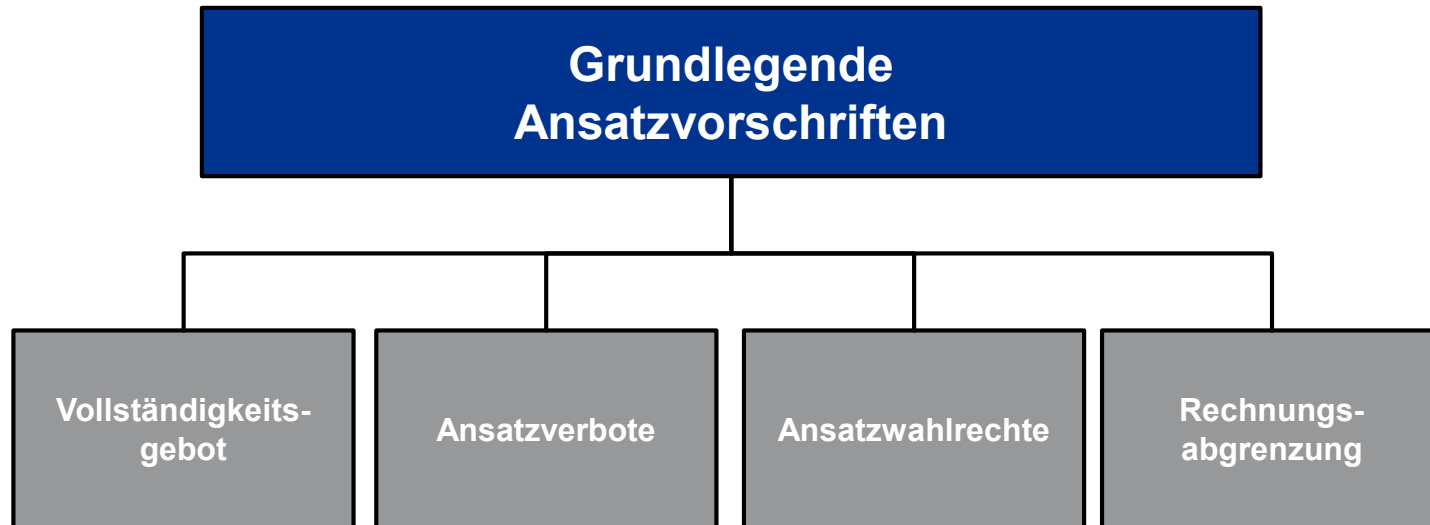 Grundlegende
Ansatzvorschriften
Vollständigkeits-
gebot
Ansatzverbote
Ansatzwahlrechte
Rechnungs-
abgrenzung